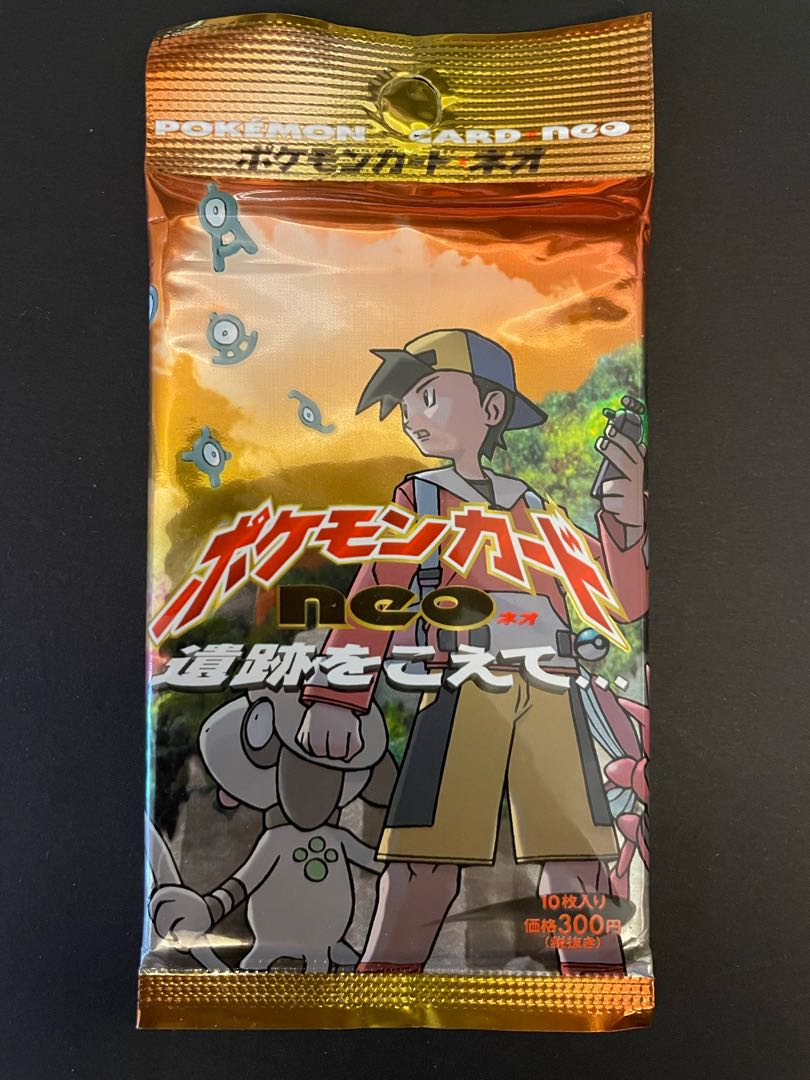 POKÉMON CARD★neo
ポケモンカード★ネオ
ポケモンカード
neo ネオ
遺跡をこえて…
10枚入り
価格300円
(税抜き)